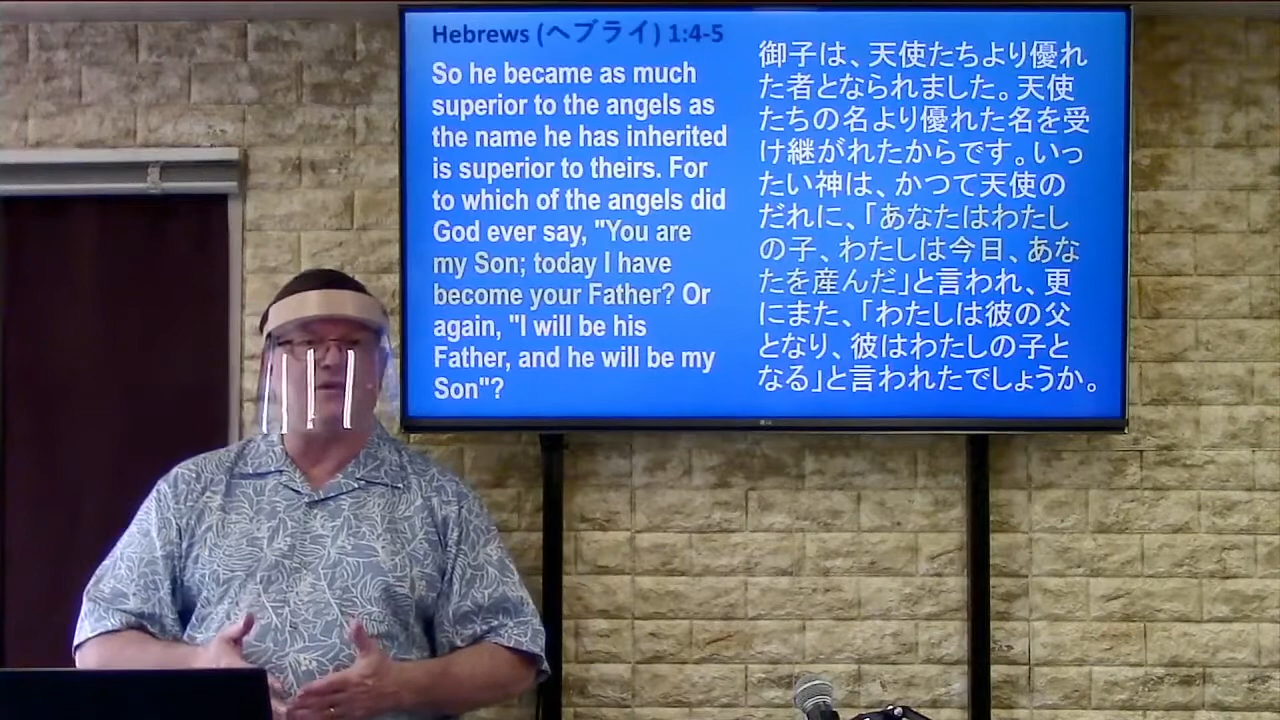 Hebrews (ヘブライ) 1:4-5
So he became as much
superior to the angels as
the name he has inherited
is superior to theirs. For
to which of the angels did
God ever say, "You are
my Son; today I have
become your Father? Or
again, "I will be his
Father, and he will be my
Son"?
御子は、天使たちより優れ
た者となられました。天使
たちの名より優れた名を受
け継がれたからです。いっ
たい神は、かつて天使の
だれに、「あなたはわたし
の子、わたしは今日、あな
たを産んだ」と言われ、更
にまた、「わたしは彼の父
となり、彼はわたしの子と
なる」と言われたでしょうか。
LG